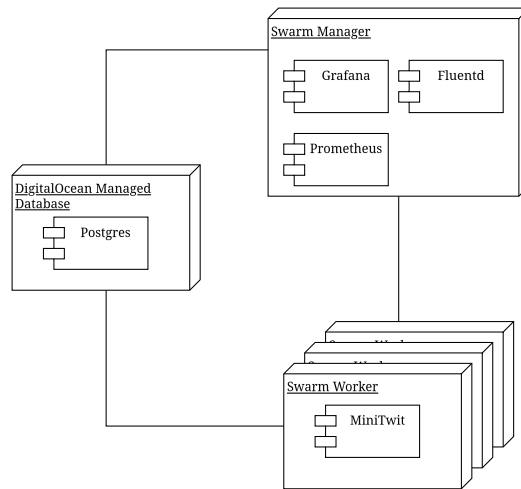 Swarm Manager
Grafana
Fluentd
Prometheus
DigitalOcean Managed
Database
Postgres
Swarm Worker
MiniTwit